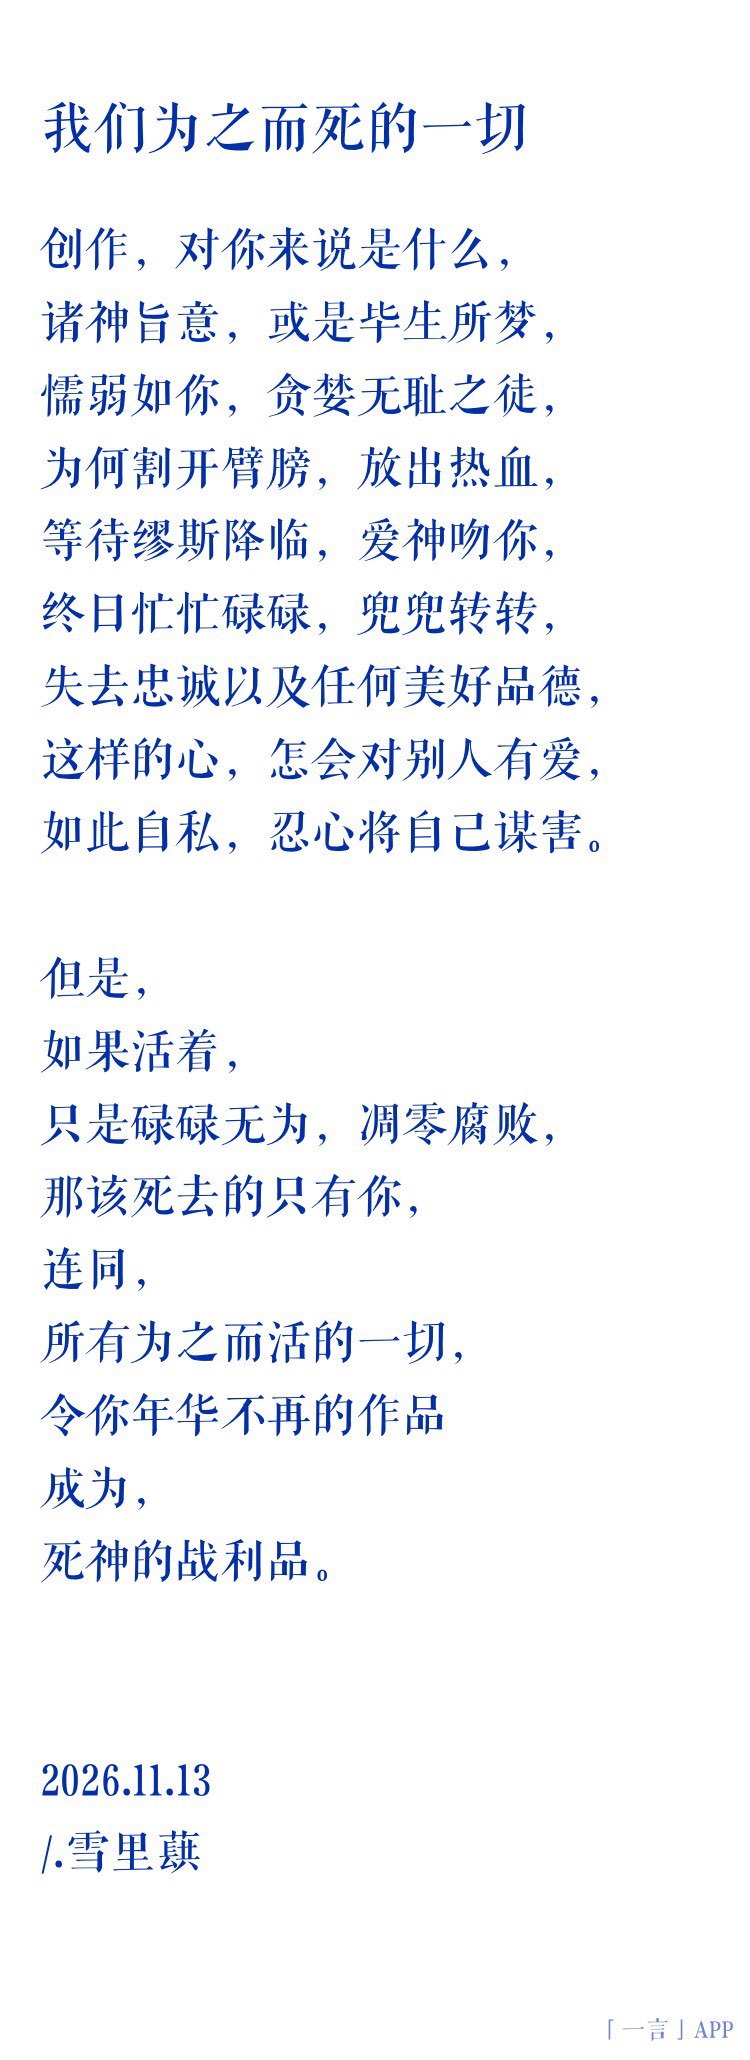 我们为之而死的一切
创作，对你来说是什么，
诸神旨意，或是毕生所梦，
懦弱如你，贪婪无耻之徒，
为何割开臂膀，放出热血，
等待缪斯降临，爱神吻你，
终日忙忙碌碌，兜兜转转，
失去忠诚以及任何美好品德，
这样的心，怎会对别人有爱，
如此自私，忍心将自己谋害。
但是，
如果活着，
只是碌碌无为，凋零腐败，
那该死去的只有你，
连同，
所有为之而活的一切，
令你年华不再的作品
成为，
死神的战利品。
2026.11.13
/.雪里蕻
「一言」APP